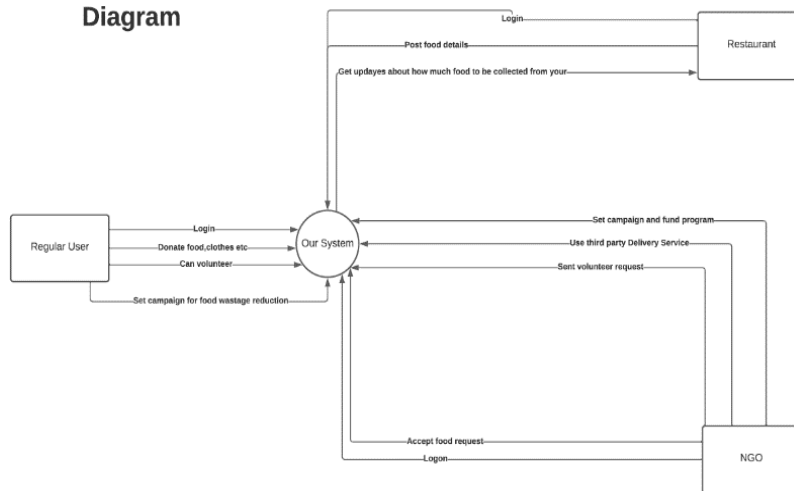 Diagram
Login
Restaurant
Post food details
Get updayes about how much food to be collected from your
Set campaign and fund program
Login
Regular User
Donate food,clothes etc
Our System
Use third party Delivery Service
Can volunteer
Sent volunteer request
Set campaign for food wastage reduction
Accept food request
Logon
NGO